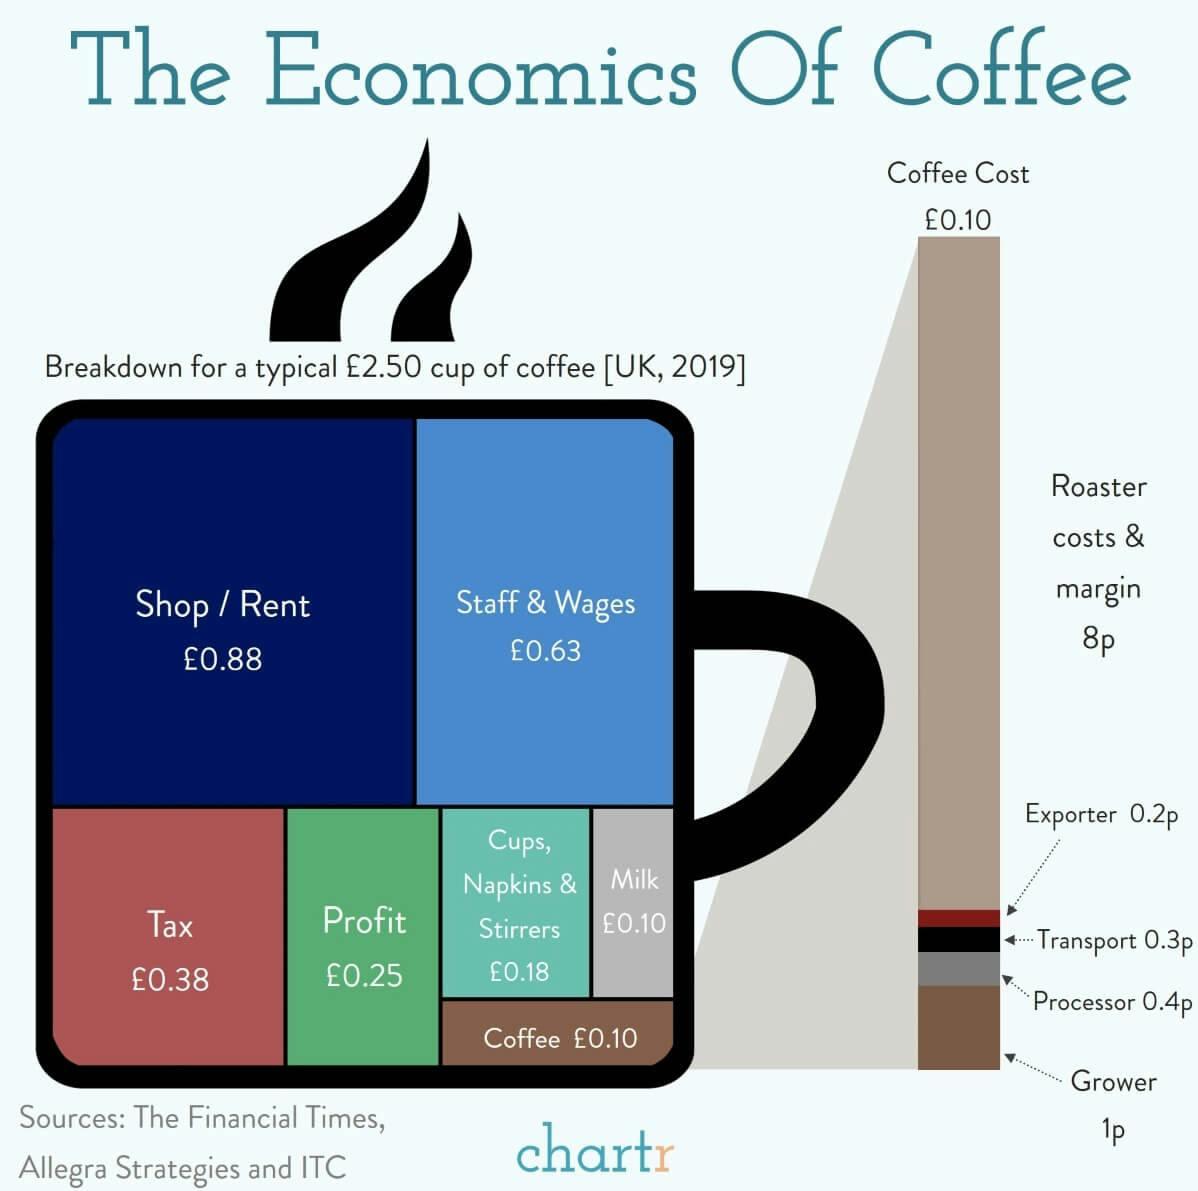 The Economics Of Coffee
Coffee Cost
£0.10
Breakdown for a typical £2.50 cup of coffee [UK, 2019]
Shop / Rent
£0.88
Staff & Wages
£0.63
Tax
£0.38
Profit
£0.25
Cups,
Napkins &
Stirrers
£0.18
Milk
£0.10
Coffee £0.10
Roaster
costs &
margin
8p
Exporter 0.2p
Transport 0.3p
Processor 0.4p
Grower
1p
Sources: The Financial Times,
Allegra Strategies and ITC
chartr